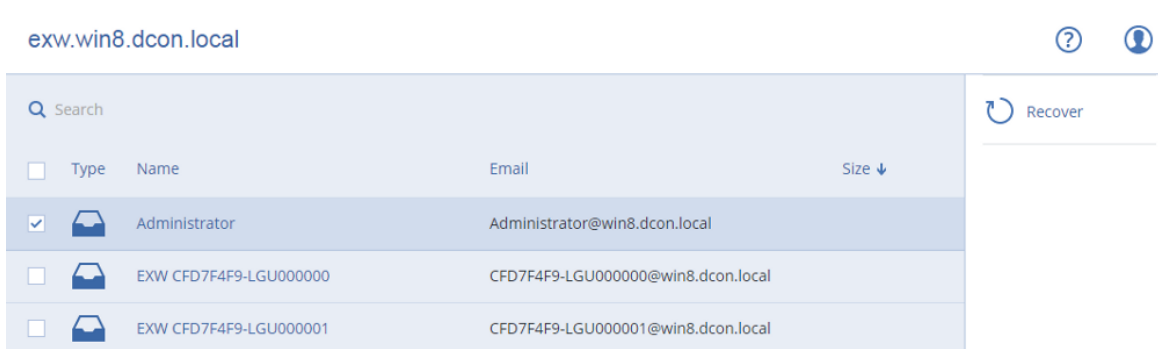 exw.win8.dcon.local
?
Search
Recover
Type Name Email Size
Administrator Administrator@win8.dcon.local
EXW CFD7F4F9-LGU000000 CFD7F4F9-LGU000000@win8.dcon.local
EXW CFD7F4F9-LGU000001 CFD7F4F9-LGU000001@win8.dcon.local